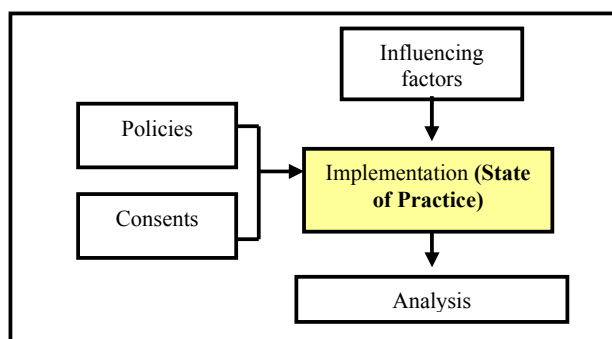 Influencing
factors
Policies
Implementation (State
of Practice)
Consents
Analysis